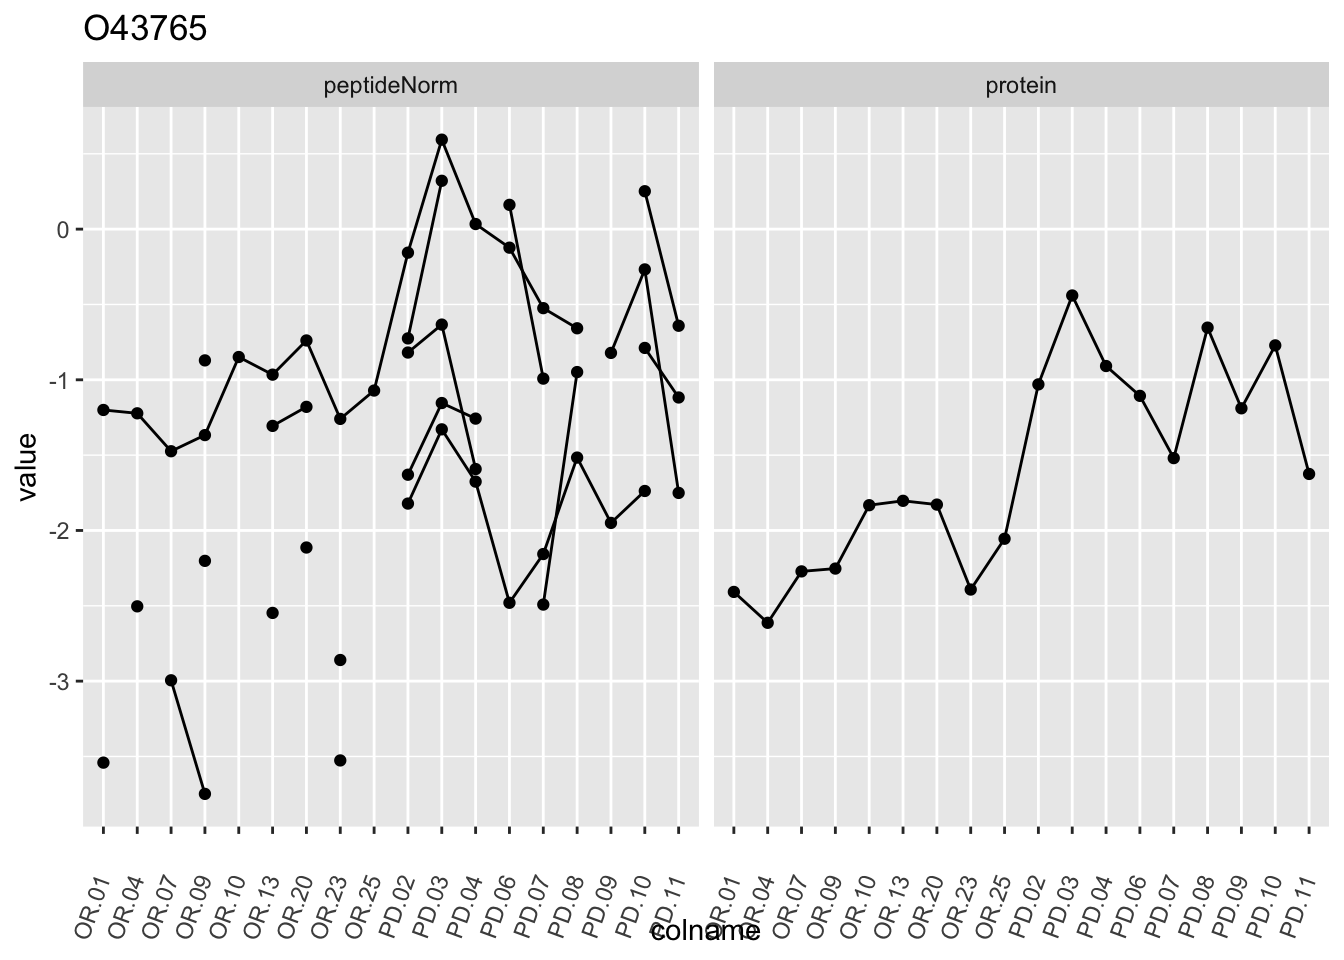 O43765
peptideNorm protein
0
-1
-2
-3
value
OR.01 OR.04 OR.07 OR.09 OR.10 OR.13 OR.20 OR.23 OR.25 PD.02 PD.03 PD.04 PD.06 PD.07 PD.08 PD.09 PD.10 PD.11 OR.01 OR.04 OR.07 OR.09 OR.10 OR.13 OR.20 OR.23 OR.25 PD.02 PD.03 PD.04 PD.06 PD.07 PD.08 PD.09 PD.10 PD.11
colname